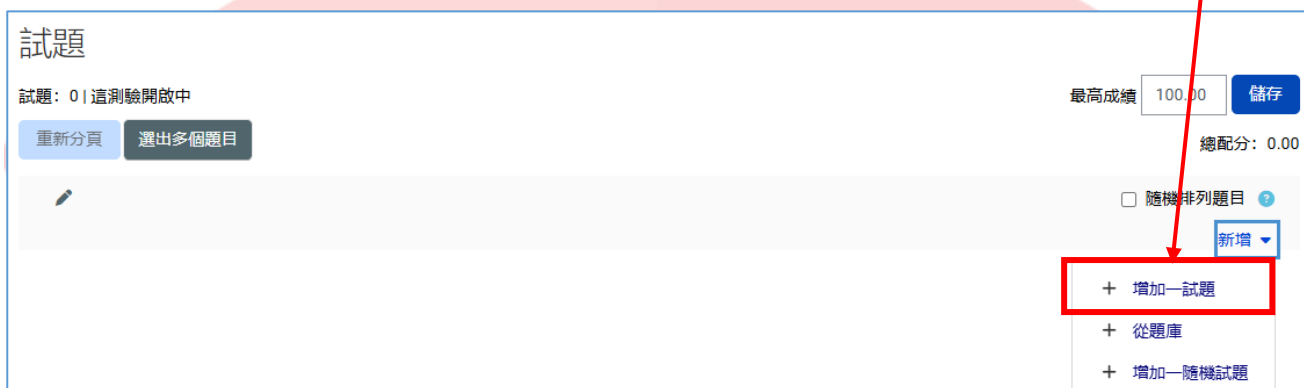 試題
試題：0 | 這測驗開啟中
最高成績 100.00 儲存
重新分頁 選出多個題目
總配分：0.00
隨機排列題目 ?
新增
+ 增加一試題
+ 從題庫
+ 增加一隨機試題